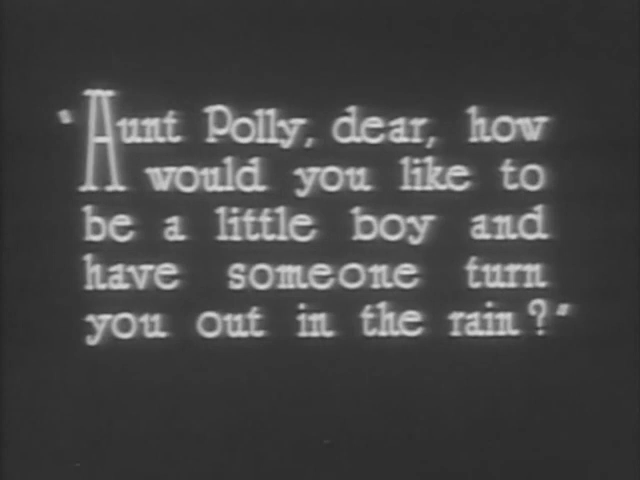 "Aunt Polly, dear, how
would you like to
be a little boy and
have someone turn
you out in the rain?"